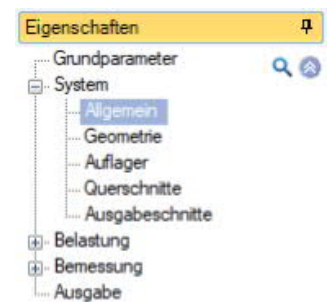 Eigenschaften
Grundparameter
System
Allgemein
Geometrie
Auflager
Querschnitte
Ausgabeschnitte
Belastung
Bemessung
Ausgabe